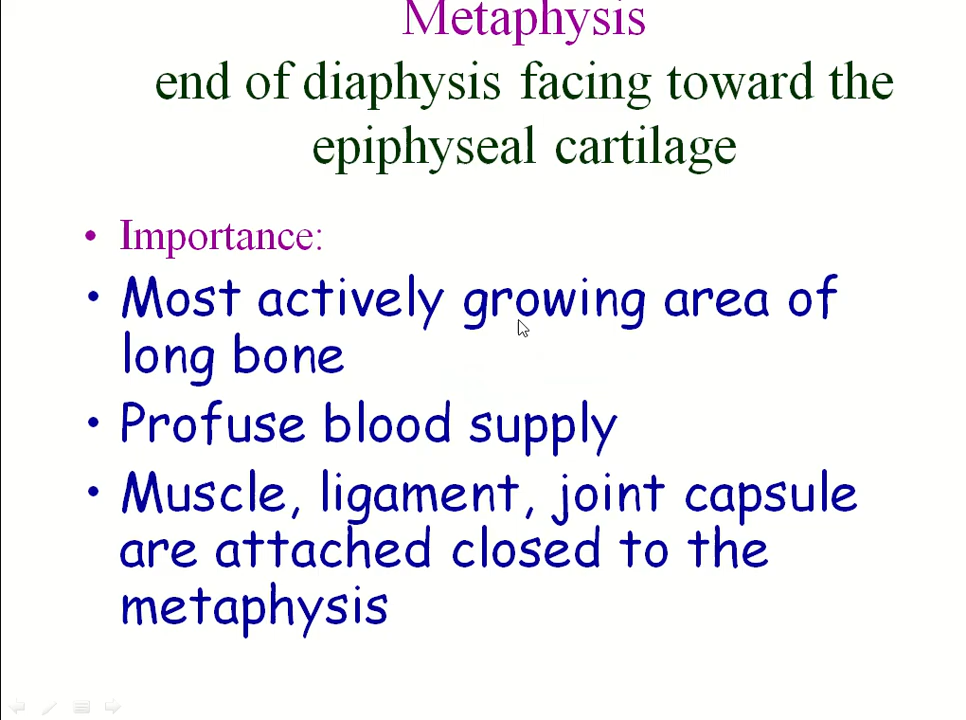 Metaphysis
end of diaphysis facing toward the
epiphyseal cartilage
• Importance:
• Most actively growing area of
long bone
• Profuse blood supply
• Muscle, ligament, joint capsule
are attached closed to the
metaphysis